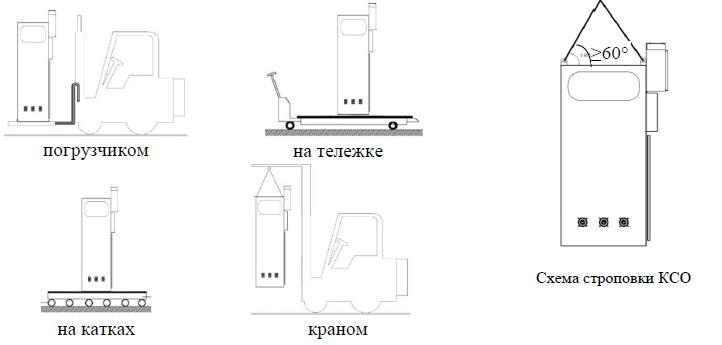 ≥60°
погрузчиком
на тележке
на катках
краном
Схема строповки КСО